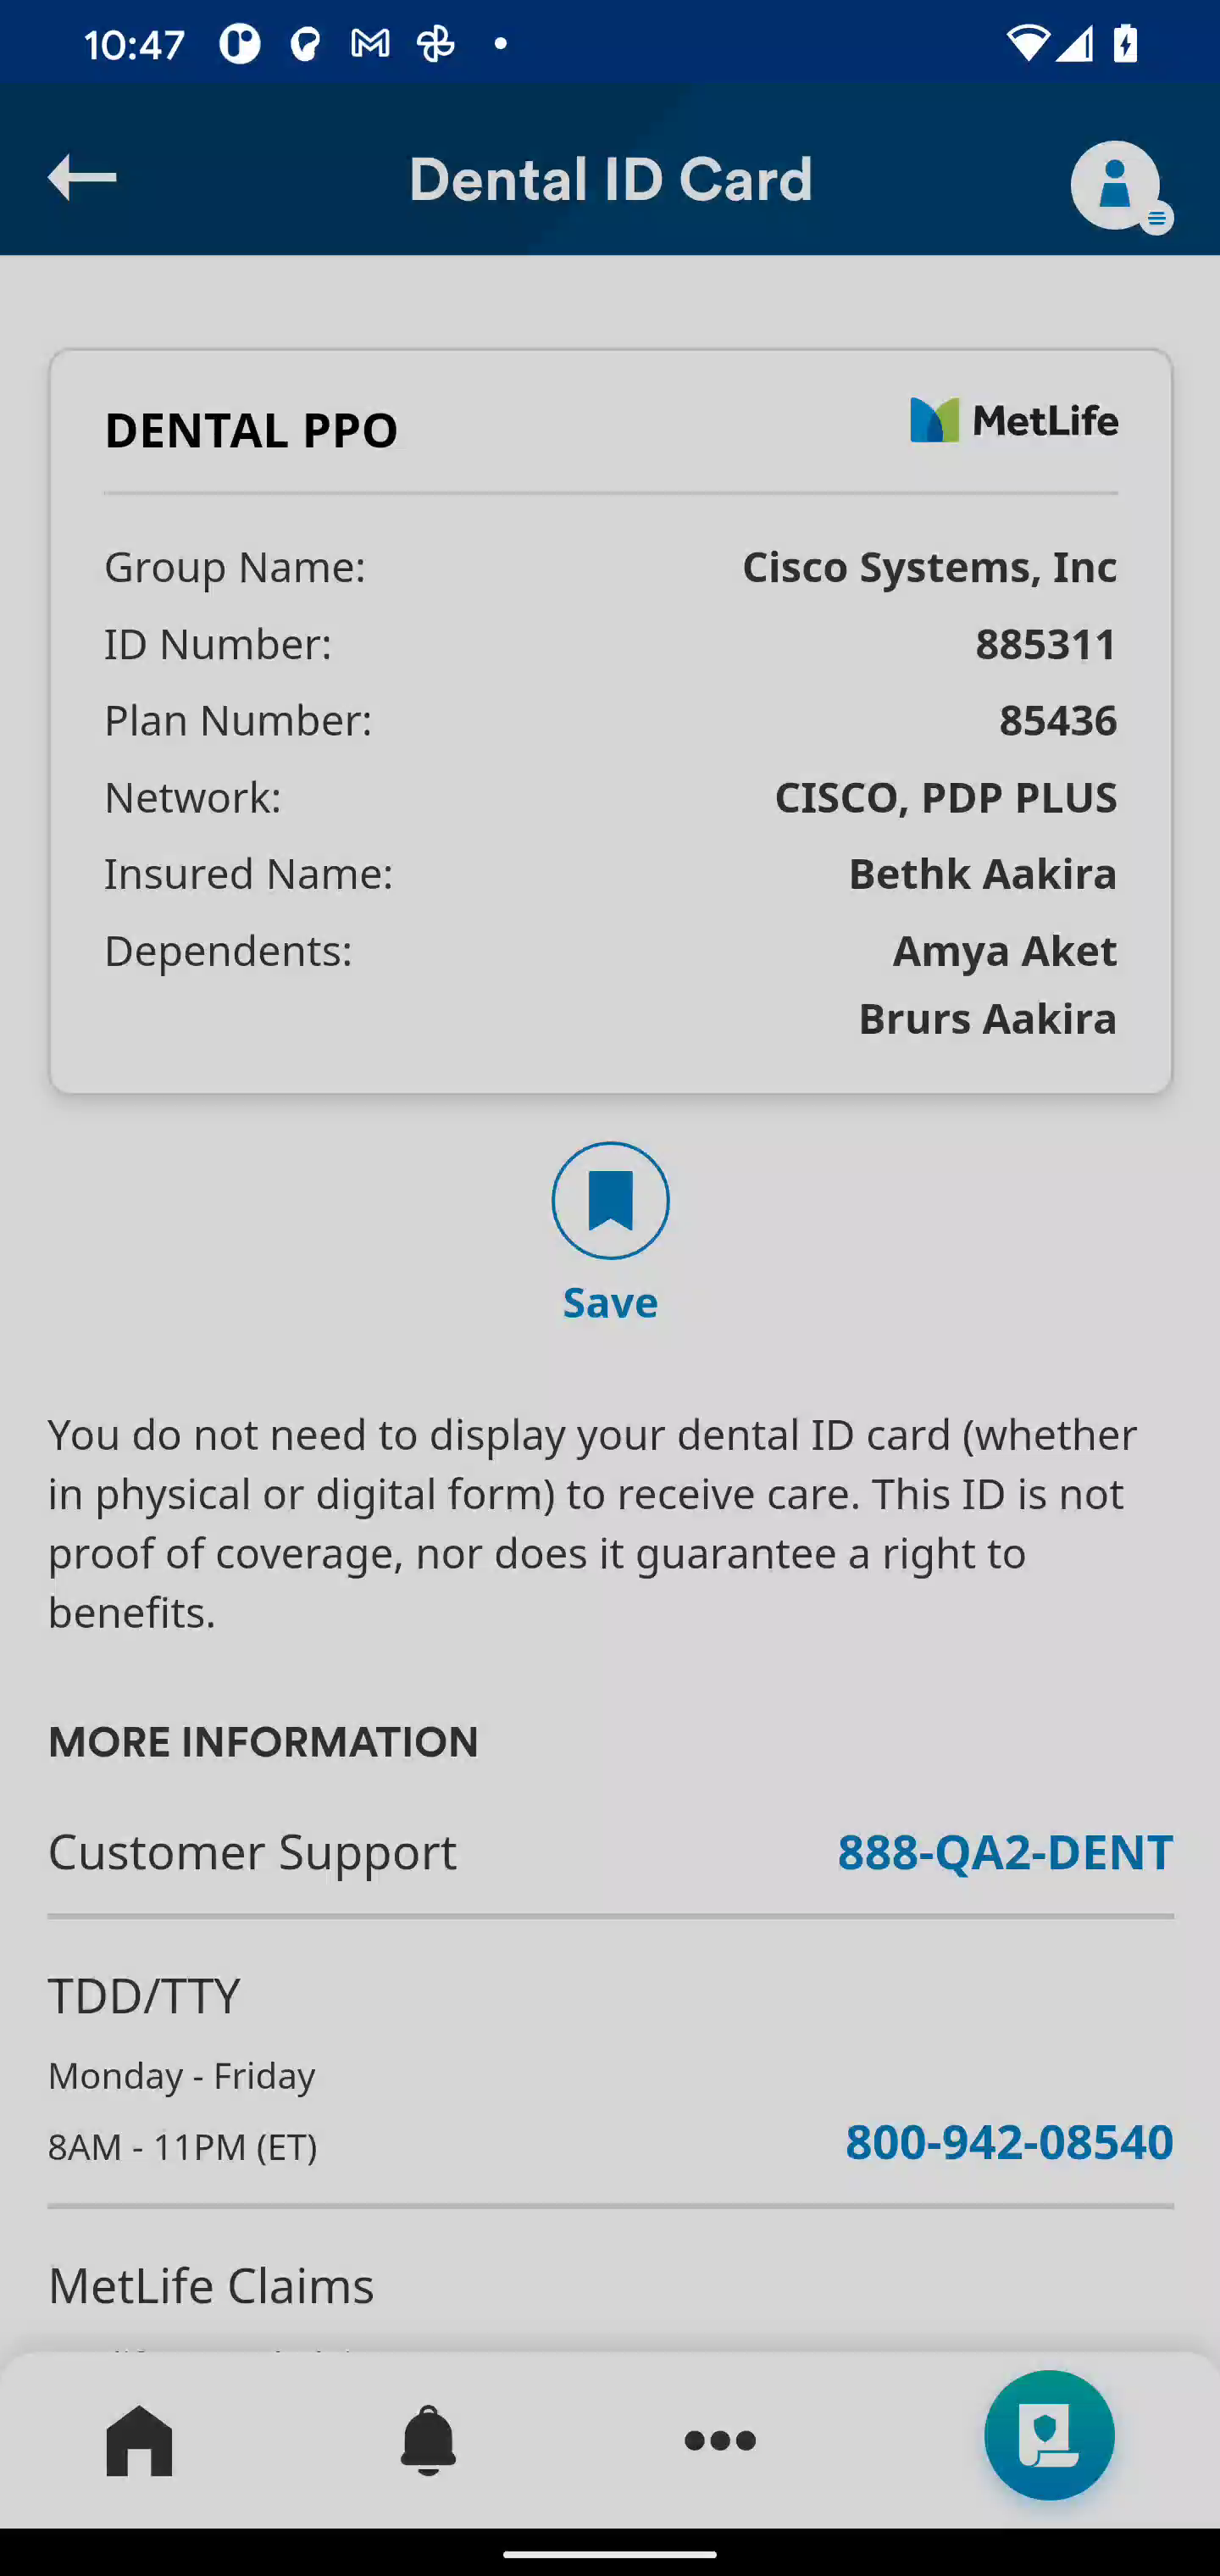 10:47
Dental ID Card
DENTAL PPO
MetLife
Group Name: Cisco Systems, Inc
ID Number: 885311
Plan Number: 85436
Network: CISCO, PDP PLUS
Insured Name: Bethk Aakira
Dependents: Amya Aket
Brurs Aakira
Save
You do not need to display your dental ID card (whether
in physical or digital form) to receive care. This ID is not
proof of coverage, nor does it guarantee a right to
benefits.
MORE INFORMATION
Customer Support 888-QA2-DENT
TDD/TTY
Monday - Friday
8AM - 11PM (ET) 800-942-08540
MetLife Claims